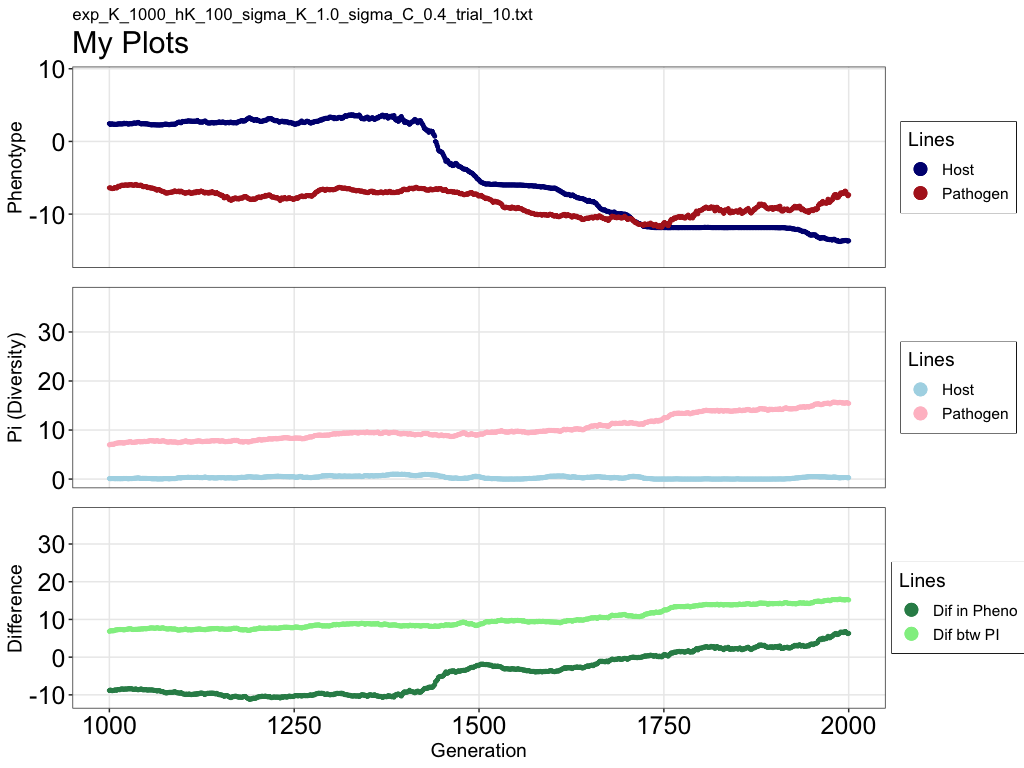 exp_K_1000_hK_100_sigma_K_1.0_sigma_C_0.4_trial_10.txt
My Plots
Phenotype
10
0
-10
Lines
Host
Pathogen
Pi (Diversity)
30
20
10
0
Lines
Host
Pathogen
Difference
30
20
10
0
-10
Lines
Dif in Pheno
Dif btw PI
1000 1250 1500 1750 2000
Generation